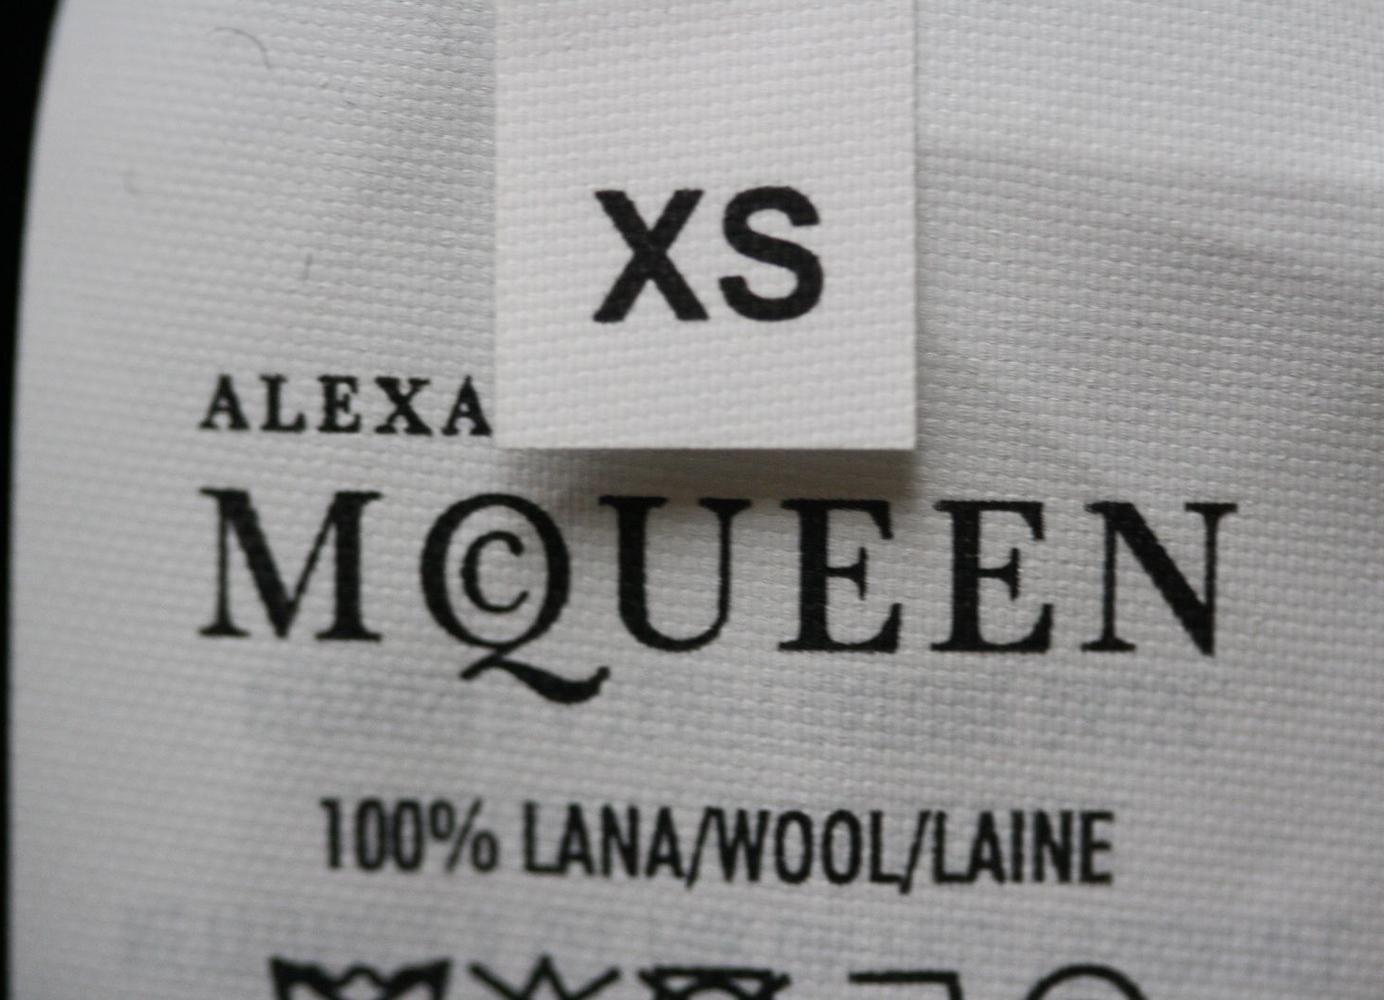 XS
ALEXA
MCQUEEN
100% LANA/WOOL/LAINE